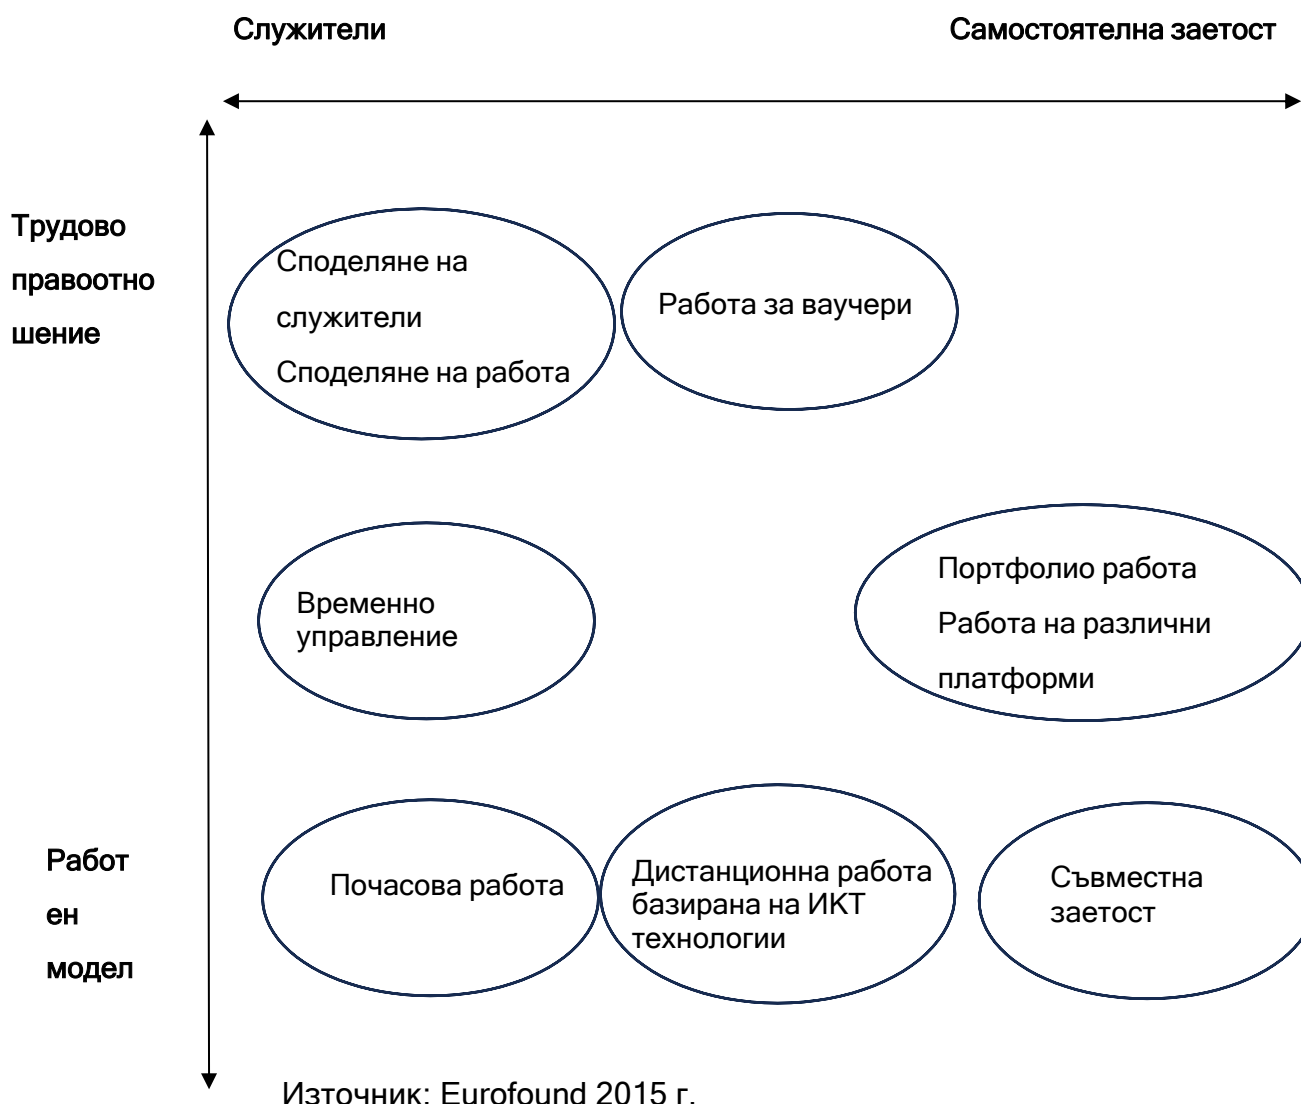 Служители
Самостоятелна заетост
Трудово
правоотно
шение
Споделяне на
служители
Споделяне на работа
Работа за ваучери
Временно
управление
Портфолио работа
Работа на различни
платформи
Работ
ен
модел
Почасова работа
Дистанционна работа
базирана на ИКТ
технологии
Съвместна
заетост
Източник: Eurofound 2015 г.